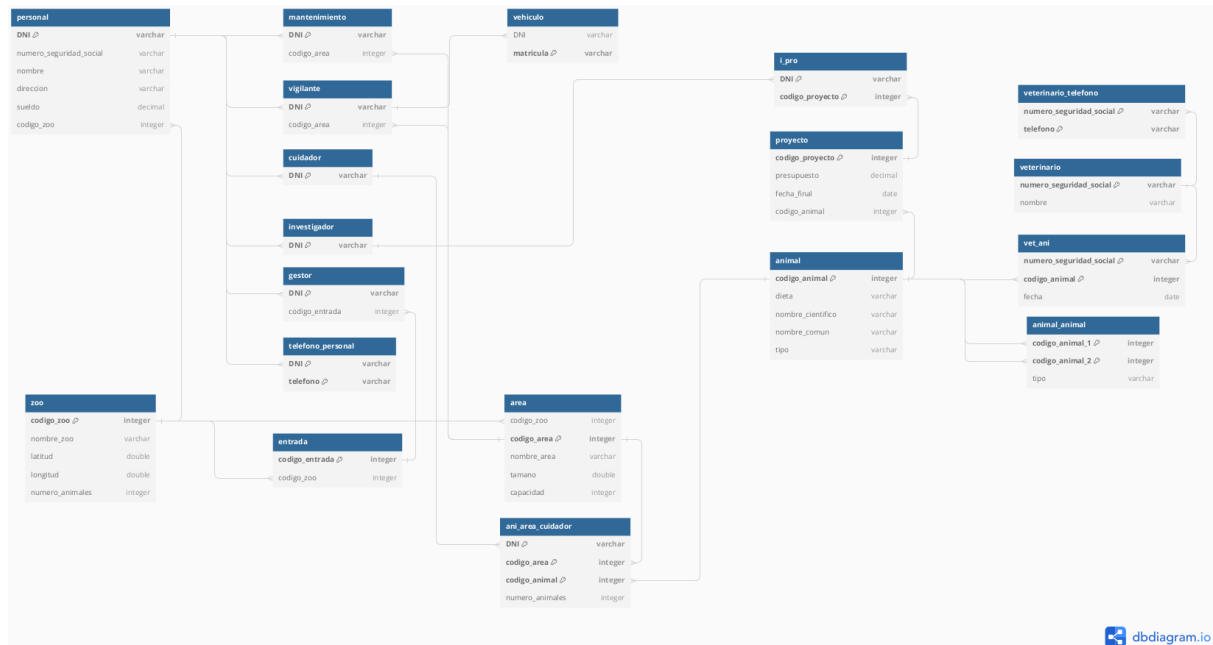 personal
DNI varchar
numero_seguridad_social varchar
nombre varchar
direccion varchar
sueldo decimal
codigo_zoo integer
mantenimiento
DNI varchar
codigo_area integer
vigilante
DNI varchar
codigo_area integer
cuidador
DNI varchar
investigador
DNI varchar
gestor
DNI varchar
codigo_entrada integer
telefono_personal
DNI varchar
telefono varchar
vehiculo
DNI varchar
matricula varchar
i_pro
DNI varchar
codigo_proyecto integer
proyecto
codigo_proyecto integer
presupuesto decimal
fecha_final date
codigo_animal integer
animal
codigo_animal integer
dieta varchar
nombre_cientifico varchar
nombre_comun varchar
tipo varchar
veterinario_telefono
numero_seguridad_social varchar
telefono varchar
veterinario
numero_seguridad_social varchar
nombre varchar
vet_ani
numero_seguridad_social varchar
codigo_animal integer
fecha date
animal_animal
codigo_animal_1 integer
codigo_animal_2 integer
tipo varchar
zoo
codigo_zoo integer
nombre_zoo varchar
latitud double
longitud double
numero_animales integer
entrada
codigo_entrada integer
codigo_zoo integer
area
codigo_zoo integer
codigo_area integer
nombre_area varchar
tamano double
capacidad integer
ani_area_cuidador
DNI varchar
codigo_area integer
codigo_animal integer
numero_animales integer
dbdiagram.io